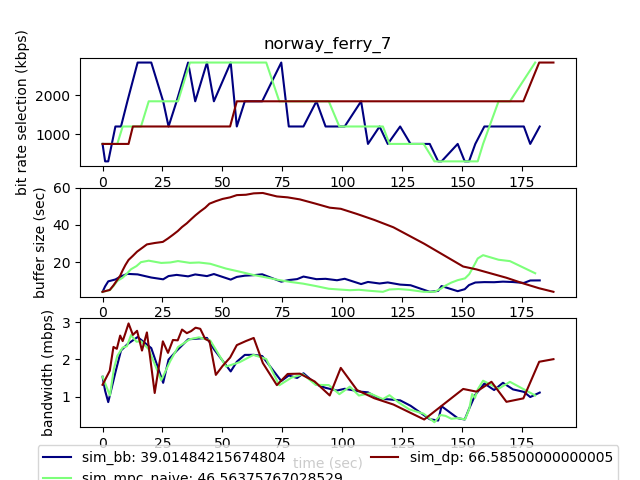 norway_ferry_7
bit rate selection (kbps)
2000
1000
0 25 50 75 100 125 150 175
buffer size (sec)
60
40
20
0 25 50 75 100 125 150 175
bandwidth (mbps)
3
2
1
0 25 50 75 100 125 150 175
time (sec)
sim_bb: 39.01484215674804
sim_mpc_naive: 46.56375767028529
sim_dp: 66.58500000000005